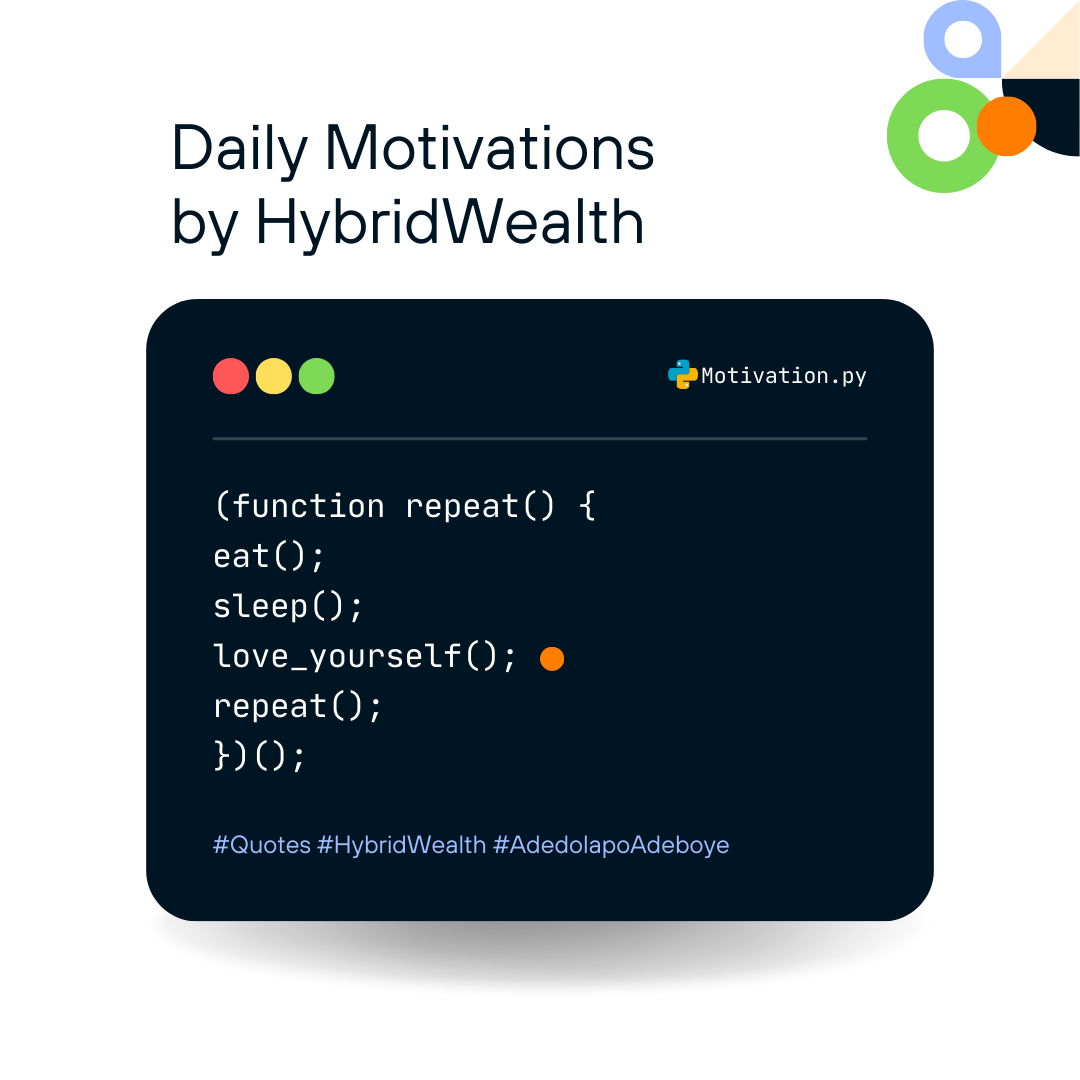 Daily Motivations
by HybridWealth
Motivation.py
(function repeat() {
eat();
sleep();
love_yourself();
repeat();
})();
#Quotes #HybridWealth #AdedolapoAdeboye